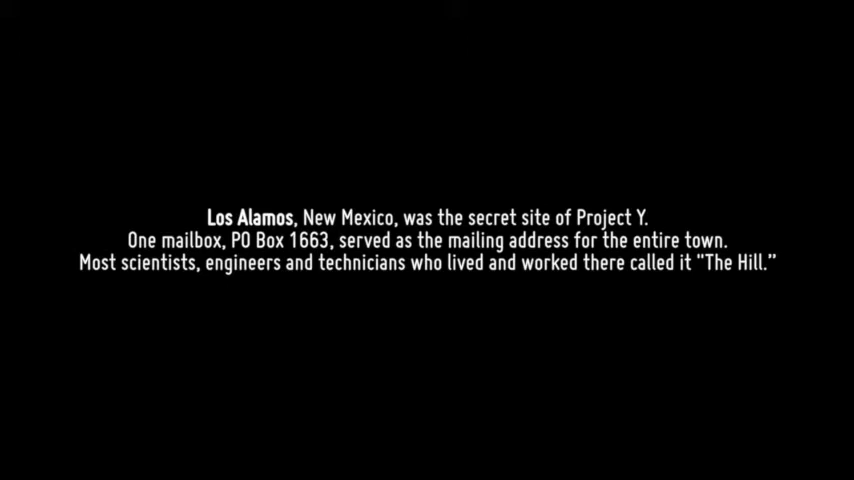 Los Alamos, New Mexico, was the secret site of Project Y.
One mailbox, PO Box 1663, served as the mailing address for the entire town.
Most scientists, engineers and technicians who lived and worked there called it "The Hill.”